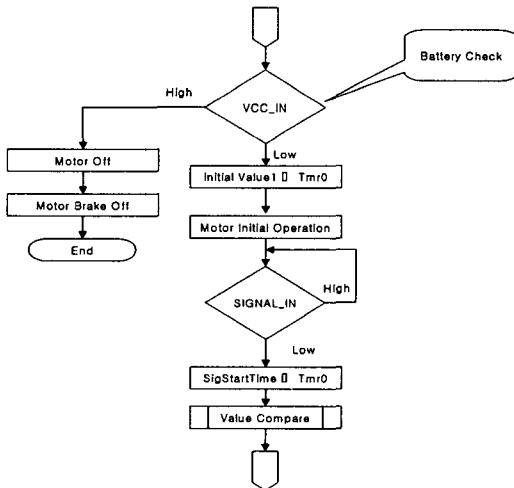 Battery Check
VCC_IN
High
Low
Motor Off
Motor Brake Off
End
Initial Value1 ▯ Tmr0
Motor Initial Operation
SIGNAL_IN
High
Low
SigStartTime ▯ Tmr0
Value Compare